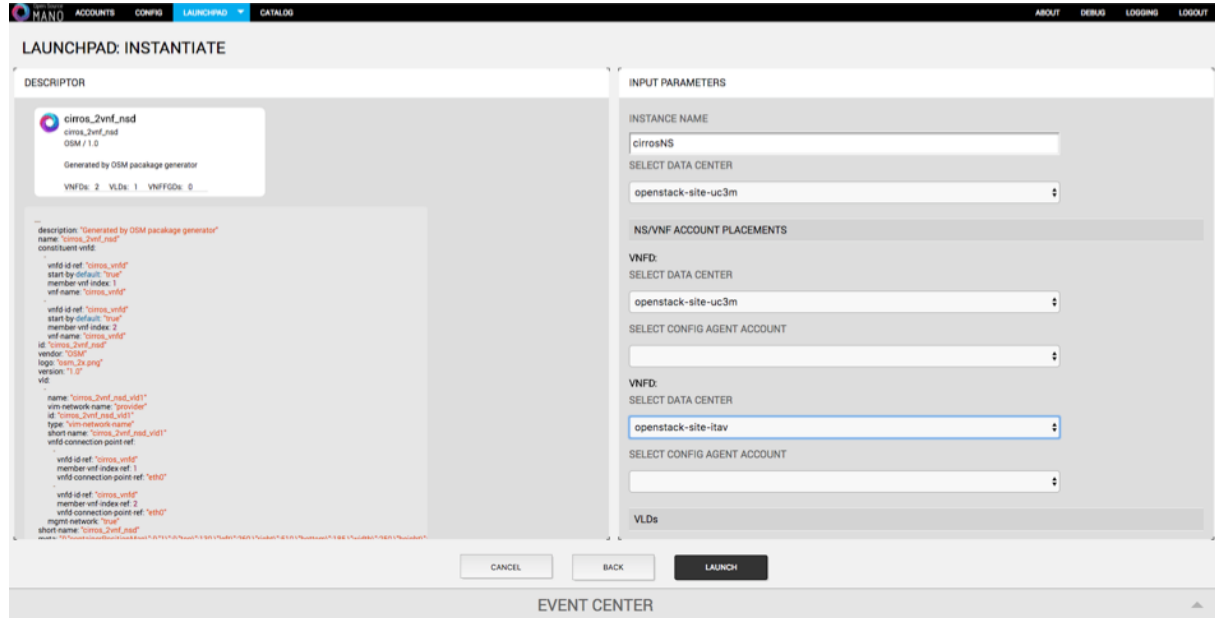 Open Source
MANO
ACCOUNTS
CONFIG
LAUNCHPAD
CATALOG
ABOUT
DEBUG
LOGGING
LOGOUT
LAUNCHPAD: INSTANTIATE
DESCRIPTOR
cirros_2vnf_nsd
cirros_2vnf_nsd
OSM / 1.0
Generated by OSM pacakage generator
VNFDs: 2 VLDs: 1 VNFFGDs: 0
---
description: "Generated by OSM pacakage generator"
name: "cirros_2vnf_nsd"
constituent-vnfd:
-
vnfd-id-ref: "cirros_vnfd"
start-by-default: "true"
member-vnf-index: 1
vnf-name: "cirros_vnfd"
-
vnfd-id-ref: "cirros_vnfd"
start-by-default: "true"
member-vnf-index: 2
vnf-name: "cirros_vnfd"
id: "cirros_2vnf_nsd"
vendor: "OSM"
logo: "osm_2x.png"
version: "1.0"
vld:
-
name: "cirros_2vnf_nsd_vld1"
vim-network-name: "provider"
id: "cirros_2vnf_nsd_vld1"
type: "vim-network-name"
short-name: "cirros_2vnf_nsd_vld1"
vnfd-connection-point-ref:
-
vnfd-id-ref: "cirros_vnfd"
member-vnf-index-ref: 1
vnfd-connection-point-ref: "eth0"
-
vnfd-id-ref: "cirros_vnfd"
member-vnf-index-ref: 2
vnfd-connection-point-ref: "eth0"
mgmt-network: "true"
short-name: "cirros_2vnf_nsd"
INPUT PARAMETERS
INSTANCE NAME
cirrosNS
SELECT DATA CENTER
openstack-site-uc3m
NS/VNF ACCOUNT PLACEMENTS
VNFD:
SELECT DATA CENTER
openstack-site-uc3m
SELECT CONFIG AGENT ACCOUNT
VNFD:
SELECT DATA CENTER
openstack-site-itav
SELECT CONFIG AGENT ACCOUNT
VLDs
CANCEL
BACK
LAUNCH
EVENT CENTER